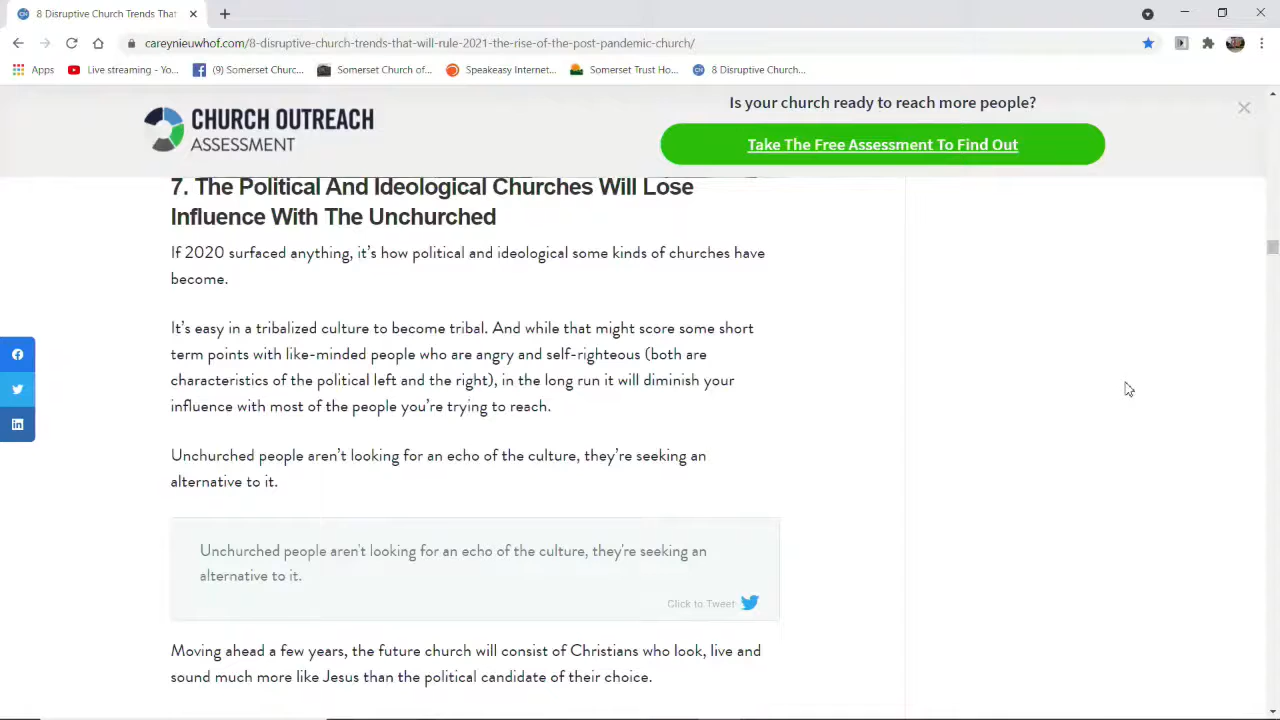 8 Disruptive Church Trends That
careynieuwhof.com/8-disruptive-church-trends-that-will-rule-2021-the-rise-of-the-post-pandemic-church/
Apps Live streaming - Yo... (9) Somerset Churc... Somerset Church of... Speakeasy Internet... Somerset Trust Ho... 8 Disruptive Church...
CHURCH OUTREACH
ASSESSMENT
Is your church ready to reach more people?
Take The Free Assessment To Find Out
7. The Political And Ideological Churches Will Lose
Influence With The Unchurched
If 2020 surfaced anything, it's how political and ideological some kinds of churches have
become.
It's easy in a tribalized culture to become tribal. And while that might score some short
term points with like-minded people who are angry and self-righteous (both are
characteristics of the political left and the right), in the long run it will diminish your
influence with most of the people you're trying to reach.
Unchurched people aren't looking for an echo of the culture, they're seeking an
alternative to it.
Unchurched people aren't looking for an echo of the culture, they're seeking an
alternative to it.
Click to Tweet
Moving ahead a few years, the future church will consist of Christians who look, live and
sound much more like Jesus than the political candidate of their choice.